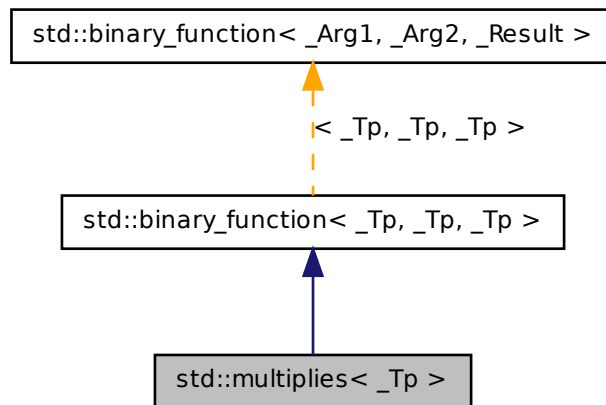 std::binary_function< _Arg1, _Arg2, _Result >
< _Tp, _Tp, _Tp >
std::binary_function< _Tp, _Tp, _Tp >
std::multiplies< _Tp >